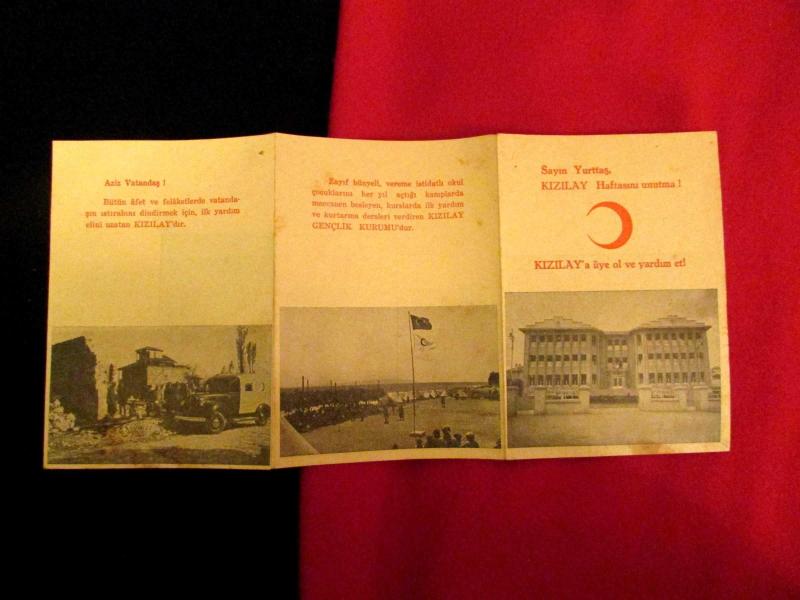 Aziz Vatandaş !
Bütün âfet ve felâketlerde vatanda-
şın ıstırabını dindirmek için, ilk yardım
elini uzatan KIZILAY'dır.
Zayıf bünyeli, vereme istidatlı okul
çocuklarını her yıl açtığı kamplarda
meccanen besleyen, kurslarda ilk yardım
ve kurtarma dersleri verdiren KIZILAY
GENÇLİK KURUMU'dur.
Sayın Yurttaş,
KIZILAY Haftasını unutma !
KIZILAY'a üye ol ve yardım et!